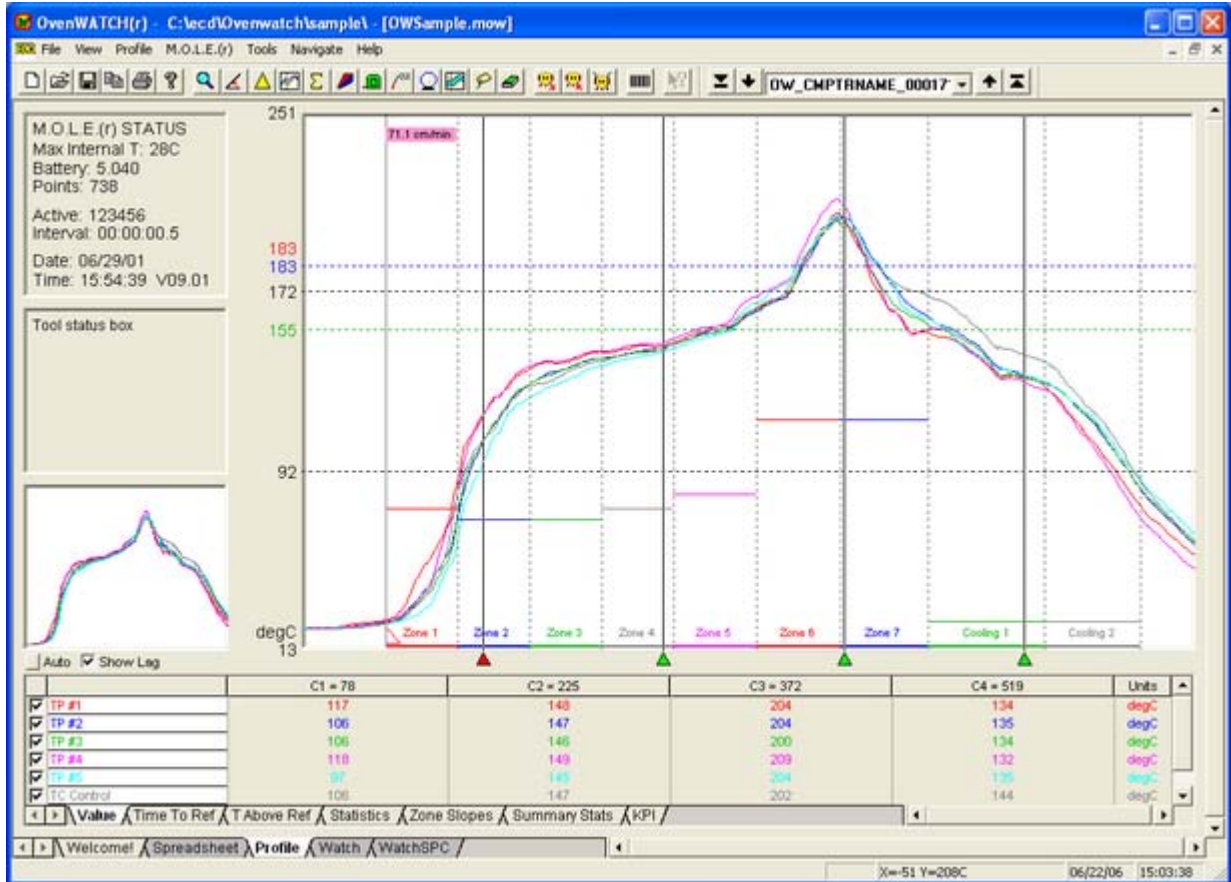 OvenWATCH(r) - C:\ecd\Ovenwatch\sample\ - [OWSample.mow]
File View Profile M.O.L.E.(r) Tools Navigate Help
OW_CMPTRNAME_00017
M.O.L.E.(r) STATUS
Max Internal T: 28C
Battery: 5.040
Points: 738
Active: 123456
Interval: 00:00:00.5
Date: 06/29/01
Time: 15:54:39 V09.01
Tool status box
251
71.1 cm/min
183
183
172
155
92
degC
13
Zone 1 Zone 2 Zone 3 Zone 4 Zone 5 Zone 6 Zone 7 Cooling 1 Cooling 2
Auto Show Lag
C1 = 78 C2 = 225 C3 = 372 C4 = 519 Units
TP #1 117 148 204 134 degC
TP #2 106 147 204 135 degC
TP #3 106 146 200 134 degC
TP #4 118 149 209 132 degC
TP #5 97 145 204 135 degC
TC Control 106 147 202 144 degC
Value Time To Ref T Above Ref Statistics Zone Slopes Summary Stats KPI
Welcome! Spreadsheet Profile Watch WatchSPC
X=-51 Y=208C 06/22/06 15:03:38